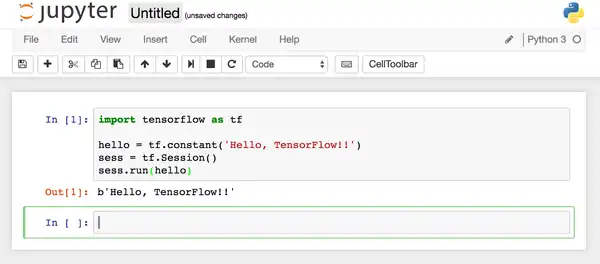 jupyter Untitled (unsaved changes)
File Edit View Insert Cell Kernel Help Python 3
Code CellToolbar
In [1]: import tensorflow as tf
hello = tf.constant('Hello, TensorFlow!!')
sess = tf.Session()
sess.run(hello)
Out[1]: b'Hello, TensorFlow!!'
In [ ]: